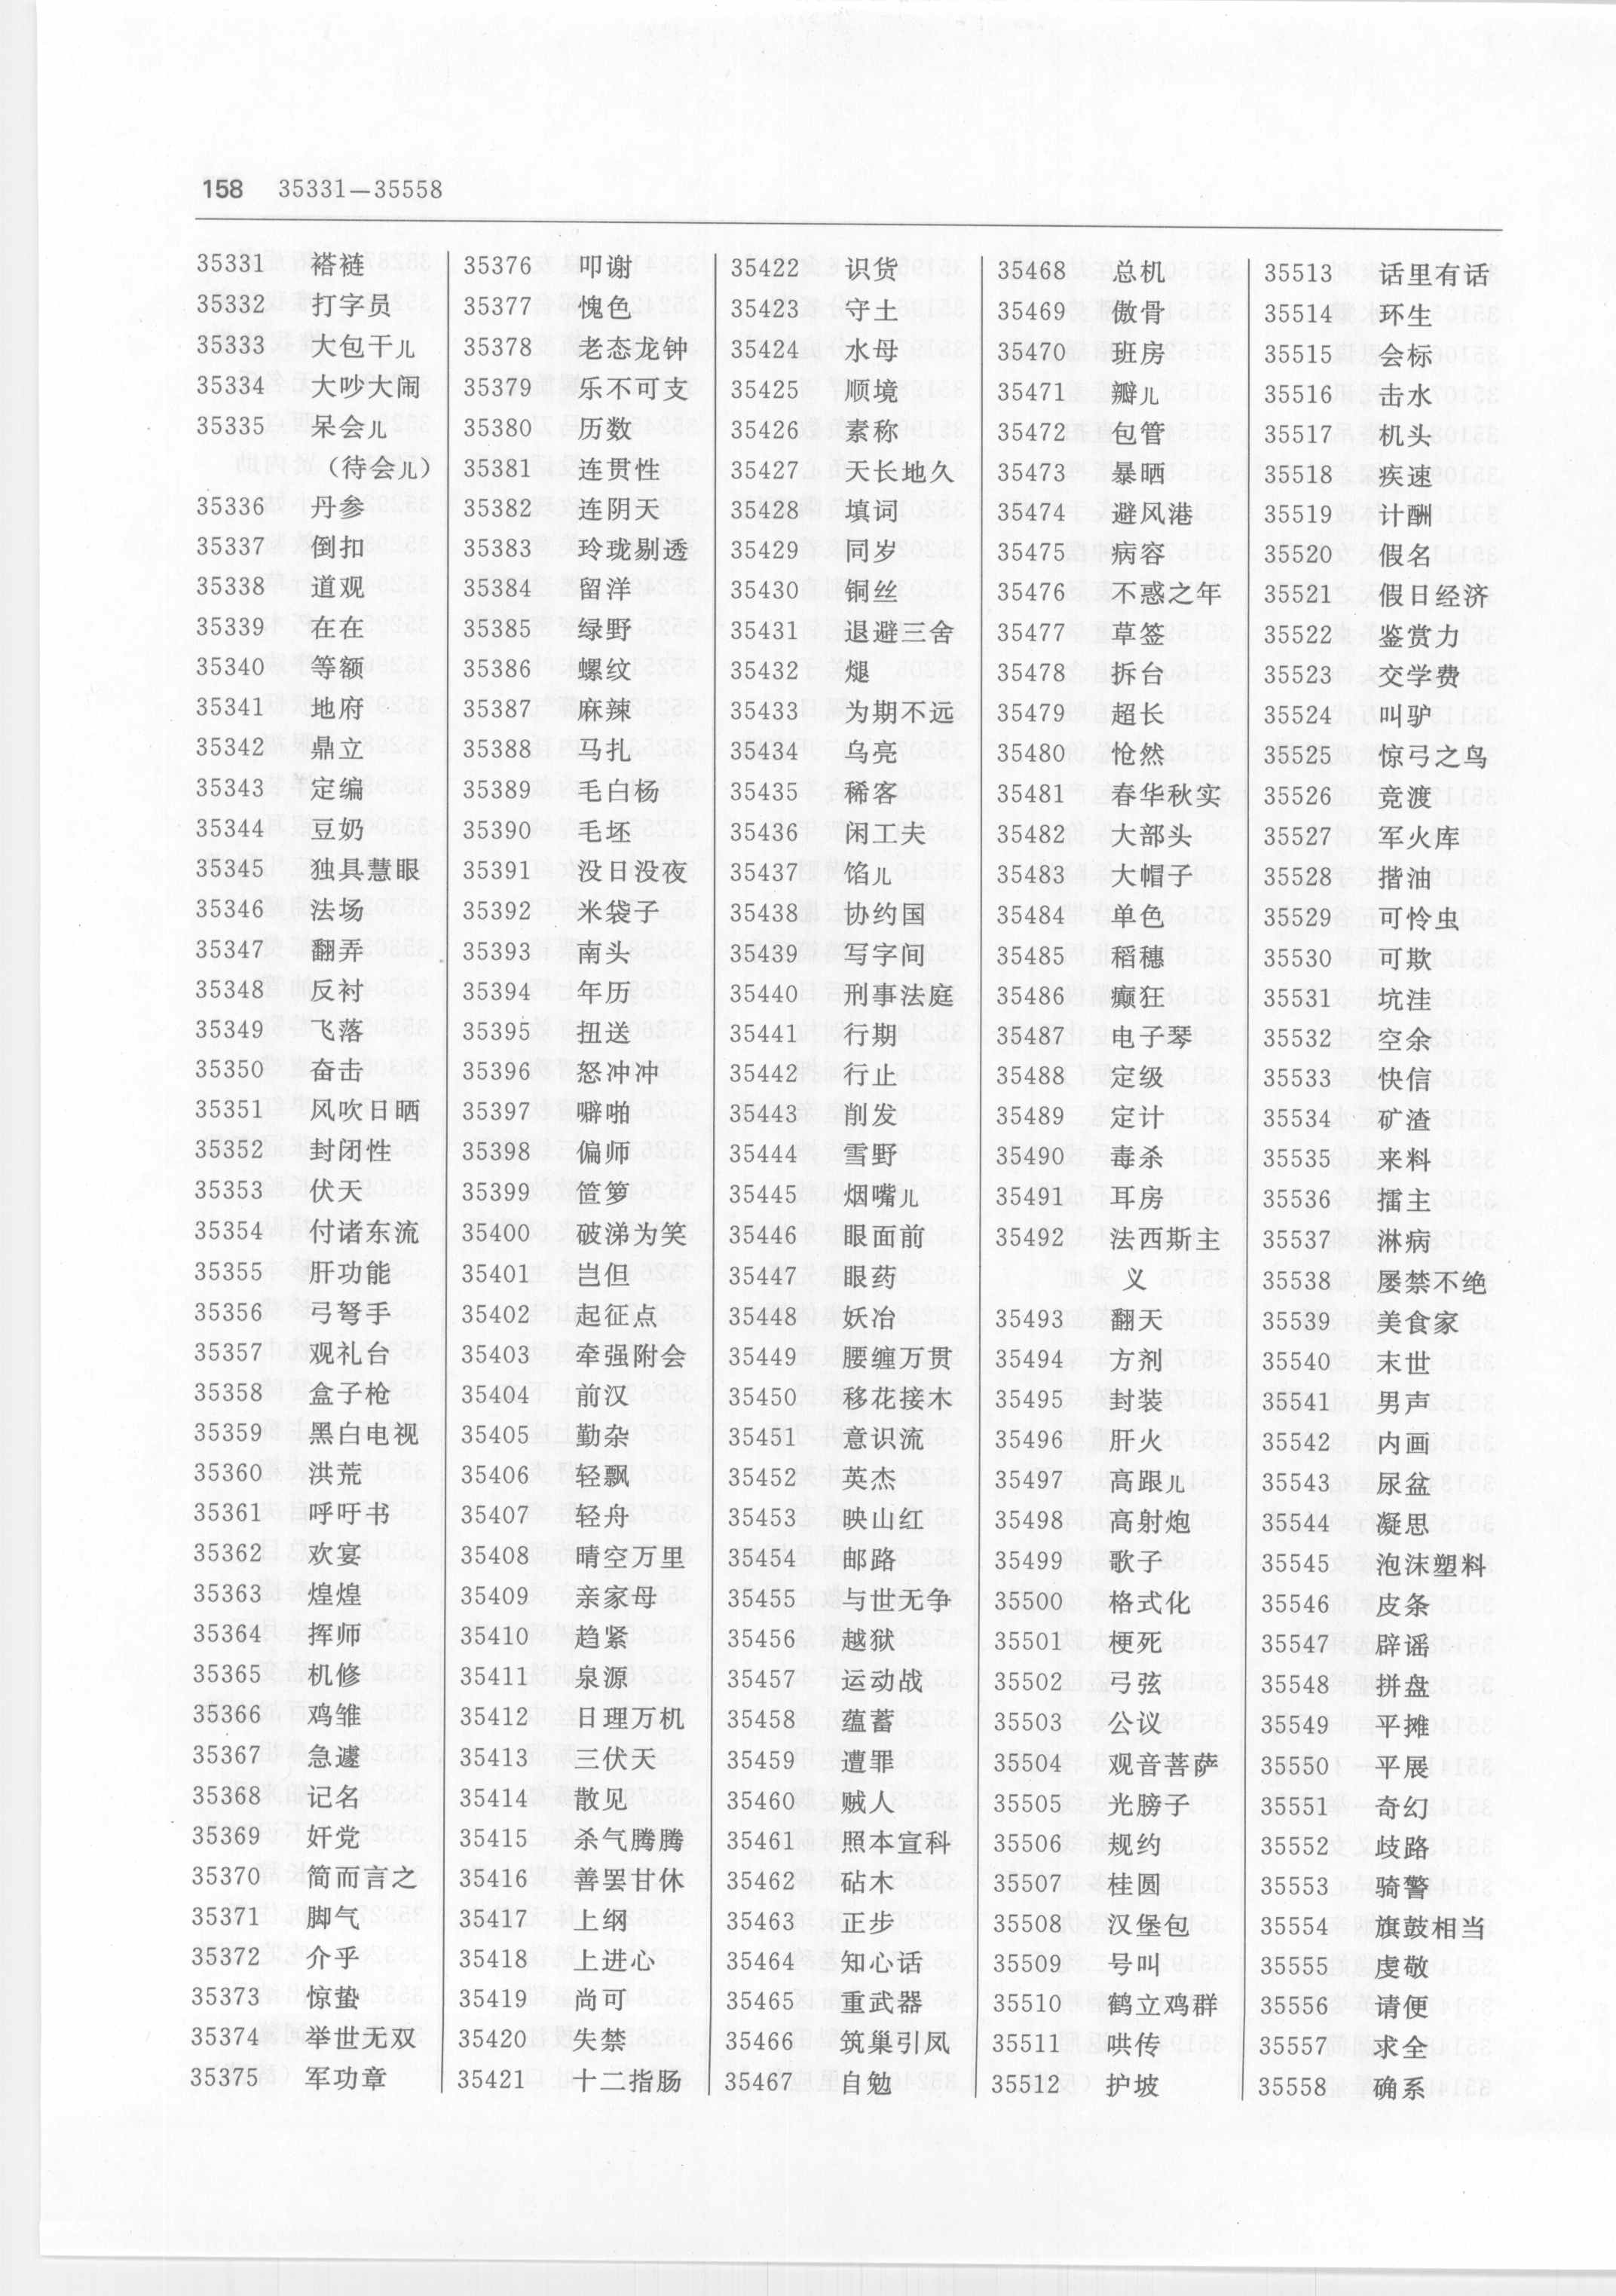 158 35331—35558
35331 褡裢
35332 打字员
35333 大包干儿
35334 大吵大闹
35335 呆会儿
（待会儿）
35336 丹参
35337 倒扣
35338 道观
35339 在在
35340 等额
35341 地府
35342 鼎立
35343 定编
35344 豆奶
35345 独具慧眼
35346 法场
35347 翻弄
35348 反衬
35349 飞落
35350 奋击
35351 风吹日晒
35352 封闭性
35353 伏天
35354 付诸东流
35355 肝功能
35356 弓弩手
35357 观礼台
35358 盒子枪
35359 黑白电视
35360 洪荒
35361 呼吁书
35362 欢宴
35363 煌煌
35364 挥师
35365 机修
35366 鸡雏
35367 急遽
35368 记名
35369 奸党
35370 简而言之
35371 脚气
35372 介乎
35373 惊蛰
35374 举世无双
35375 军功章
35376 叩谢
35377 愧色
35378 老态龙钟
35379 乐不可支
35380 历数
35381 连贯性
35382 连阴天
35383 玲珑剔透
35384 留洋
35385 绿野
35386 螺纹
35387 麻辣
35388 马扎
35389 毛白杨
35390 毛坯
35391 没日没夜
35392 米袋子
35393 南头
35394 年历
35395 扭送
35396 怒冲冲
35397 噼啪
35398 偏师
35399 笸箩
35400 破涕为笑
35401 岂但
35402 起征点
35403 牵强附会
35404 前汉
35405 勤杂
35406 轻飘
35407 轻舟
35408 晴空万里
35409 亲家母
35410 趋紧
35411 泉源
35412 日理万机
35413 三伏天
35414 散见
35415 杀气腾腾
35416 善罢甘休
35417 上纲
35418 上进心
35419 尚可
35420 失禁
35421 十二指肠
35422 识货
35423 守土
35424 水母
35425 顺境
35426 素称
35427 天长地久
35428 填词
35429 同岁
35430 铜丝
35431 退避三舍
35432 煺
35433 为期不远
35434 乌亮
35435 稀客
35436 闲工夫
35437 馅儿
35438 协约国
35439 写字间
35440 刑事法庭
35441 行期
35442 行止
35443 削发
35444 雪野
35445 烟嘴儿
35446 眼面前
35447 眼药
35448 妖冶
35449 腰缠万贯
35450 移花接木
35451 意识流
35452 英杰
35453 映山红
35454 邮路
35455 与世无争
35456 越狱
35457 运动战
35458 蕴蓄
35459 遭罪
35460 贼人
35461 照本宣科
35462 砧木
35463 正步
35464 知心话
35465 重武器
35466 筑巢引凤
35467 自勉
35468 总机
35469 傲骨
35470 班房
35471 瓣儿
35472 包管
35473 暴晒
35474 避风港
35475 病容
35476 不惑之年
35477 草签
35478 拆台
35479 超长
35480 怆然
35481 春华秋实
35482 大部头
35483 大帽子
35484 单色
35485 稻穗
35486 癫狂
35487 电子琴
35488 定级
35489 定计
35490 毒杀
35491 耳房
35492 法西斯主
义
35493 翻天
35494 方剂
35495 封装
35496 肝火
35497 高跟儿
35498 高射炮
35499 歌子
35500 格式化
35501 梗死
35502 弓弦
35503 公议
35504 观音菩萨
35505 光膀子
35506 规约
35507 桂圆
35508 汉堡包
35509 号叫
35510 鹤立鸡群
35511 哄传
35512 护坡
35513 话里有话
35514 环生
35515 会标
35516 击水
35517 机头
35518 疾速
35519 计酬
35520 假名
35521 假日经济
35522 鉴赏力
35523 交学费
35524 叫驴
35525 惊弓之鸟
35526 竞渡
35527 军火库
35528 揩油
35529 可怜虫
35530 可欺
35531 坑洼
35532 空余
35533 快信
35534 矿渣
35535 来料
35536 擂主
35537 淋病
35538 屡禁不绝
35539 美食家
35540 末世
35541 男声
35542 内画
35543 尿盆
35544 凝思
35545 泡沫塑料
35546 皮条
35547 辟谣
35548 拼盘
35549 平摊
35550 平展
35551 奇幻
35552 歧路
35553 骑警
35554 旗鼓相当
35555 虔敬
35556 请便
35557 求全
35558 确系